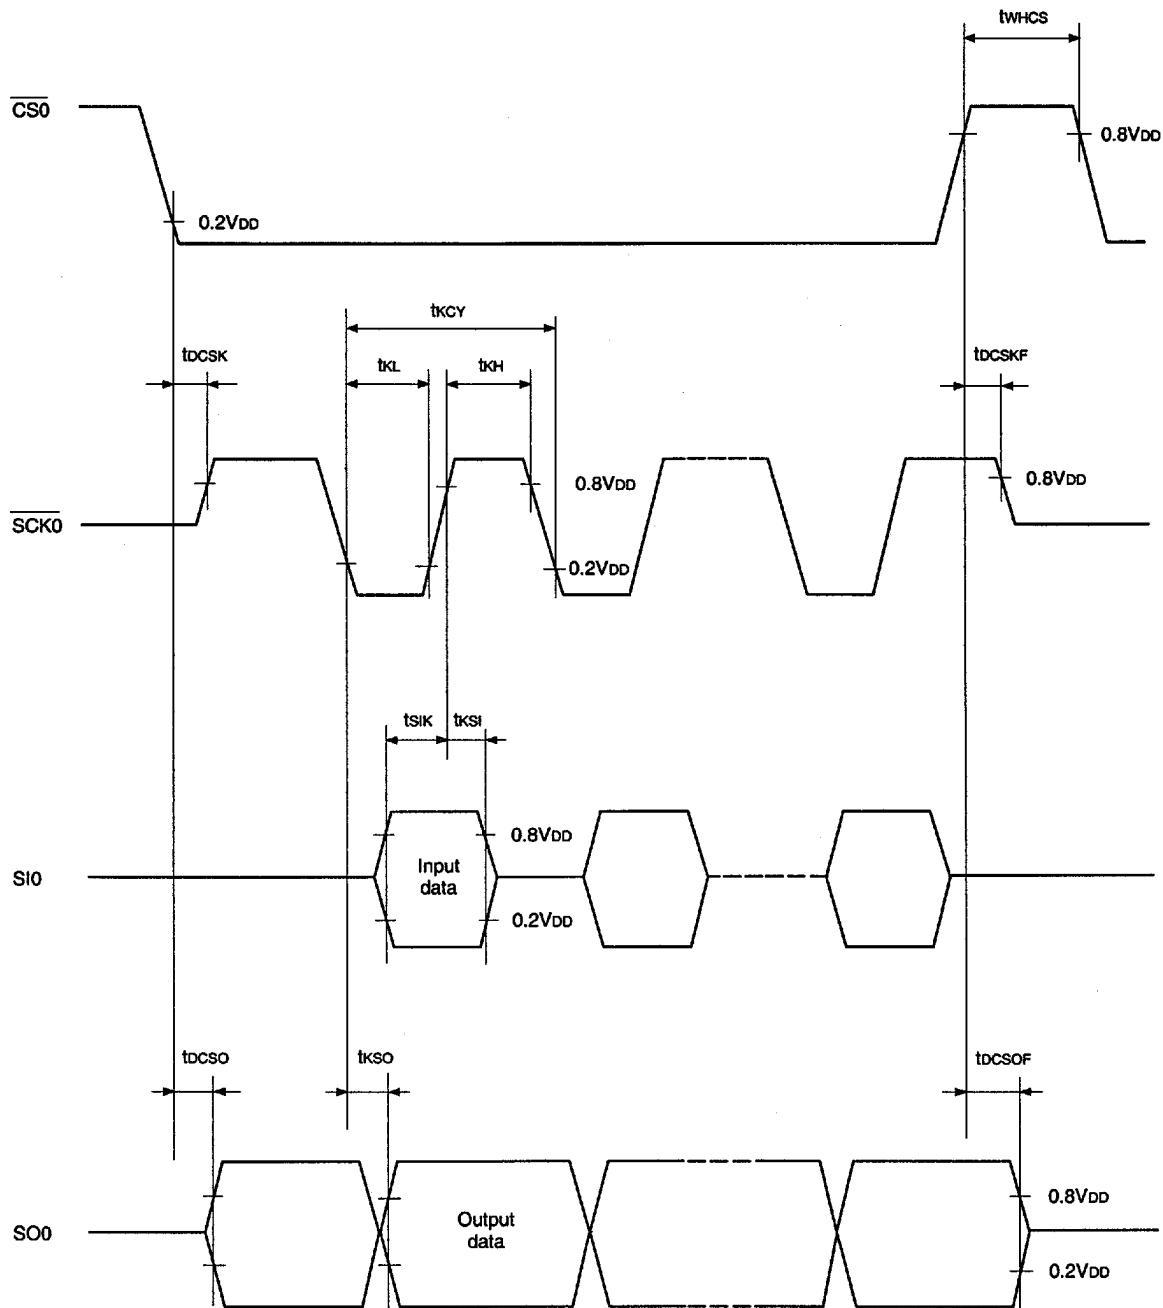 tWHCS
CS0
0.8VDD
0.2VDD
tKCY
tDCSK
tKL
tKH
tDCSKF
0.8VDD
0.8VDD
SCK0
0.2VDD
tSIK
tKSI
0.8VDD
SI0
Input
data
0.2VDD
tDCSO
tKSO
tDCSOF
0.8VDD
SO0
Output
data
0.2VDD